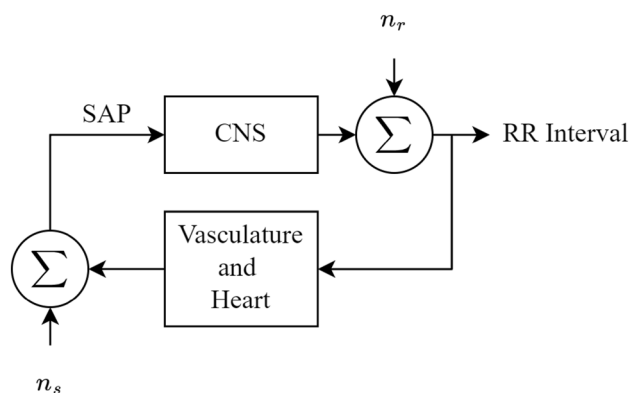 n_r
SAP
CNS
Σ
RR Interval
Vasculature
and
Heart
Σ
n_s